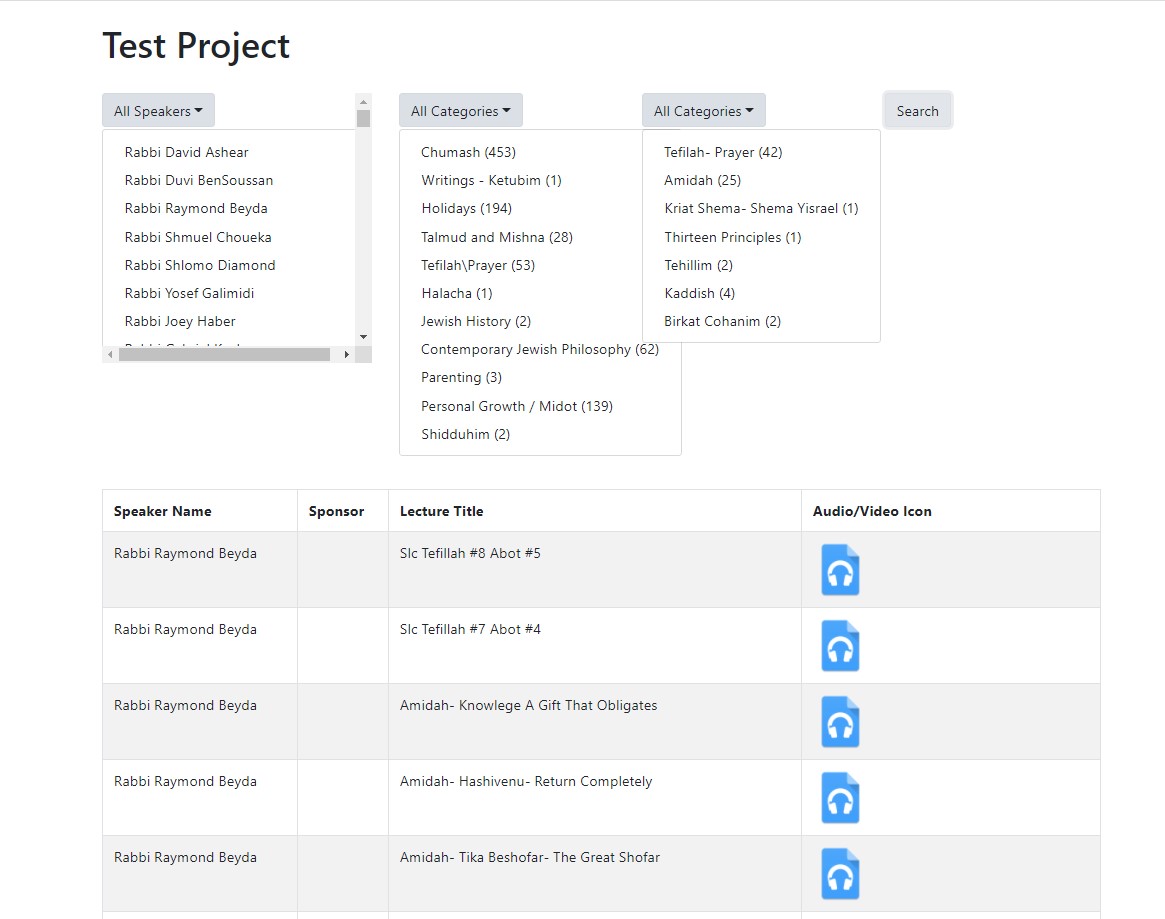 Test Project
All Speakers
All Categories
All Categories
Search
Rabbi David Ashear
Rabbi Duvi BenSoussan
Rabbi Raymond Beyda
Rabbi Shmuel Choueka
Rabbi Shlomo Diamond
Rabbi Yosef Galimidi
Rabbi Joey Haber
Chumash (453)
Writings - Ketubim (1)
Holidays (194)
Talmud and Mishna (28)
Tefilah\Prayer (53)
Halacha (1)
Jewish History (2)
Contemporary Jewish Philosophy (62)
Parenting (3)
Personal Growth / Midot (139)
Shidduhim (2)
Tefilah- Prayer (42)
Amidah (25)
Kriat Shema- Shema Yisrael (1)
Thirteen Principles (1)
Tehillim (2)
Kaddish (4)
Birkat Cohanim (2)
Speaker Name Sponsor Lecture Title Audio/Video Icon
Rabbi Raymond Beyda Slc Tefillah #8 Abot #5
Rabbi Raymond Beyda Slc Tefillah #7 Abot #4
Rabbi Raymond Beyda Amidah- Knowlege A Gift That Obligates
Rabbi Raymond Beyda Amidah- Hashivenu- Return Completely
Rabbi Raymond Beyda Amidah- Tika Beshofar- The Great Shofar